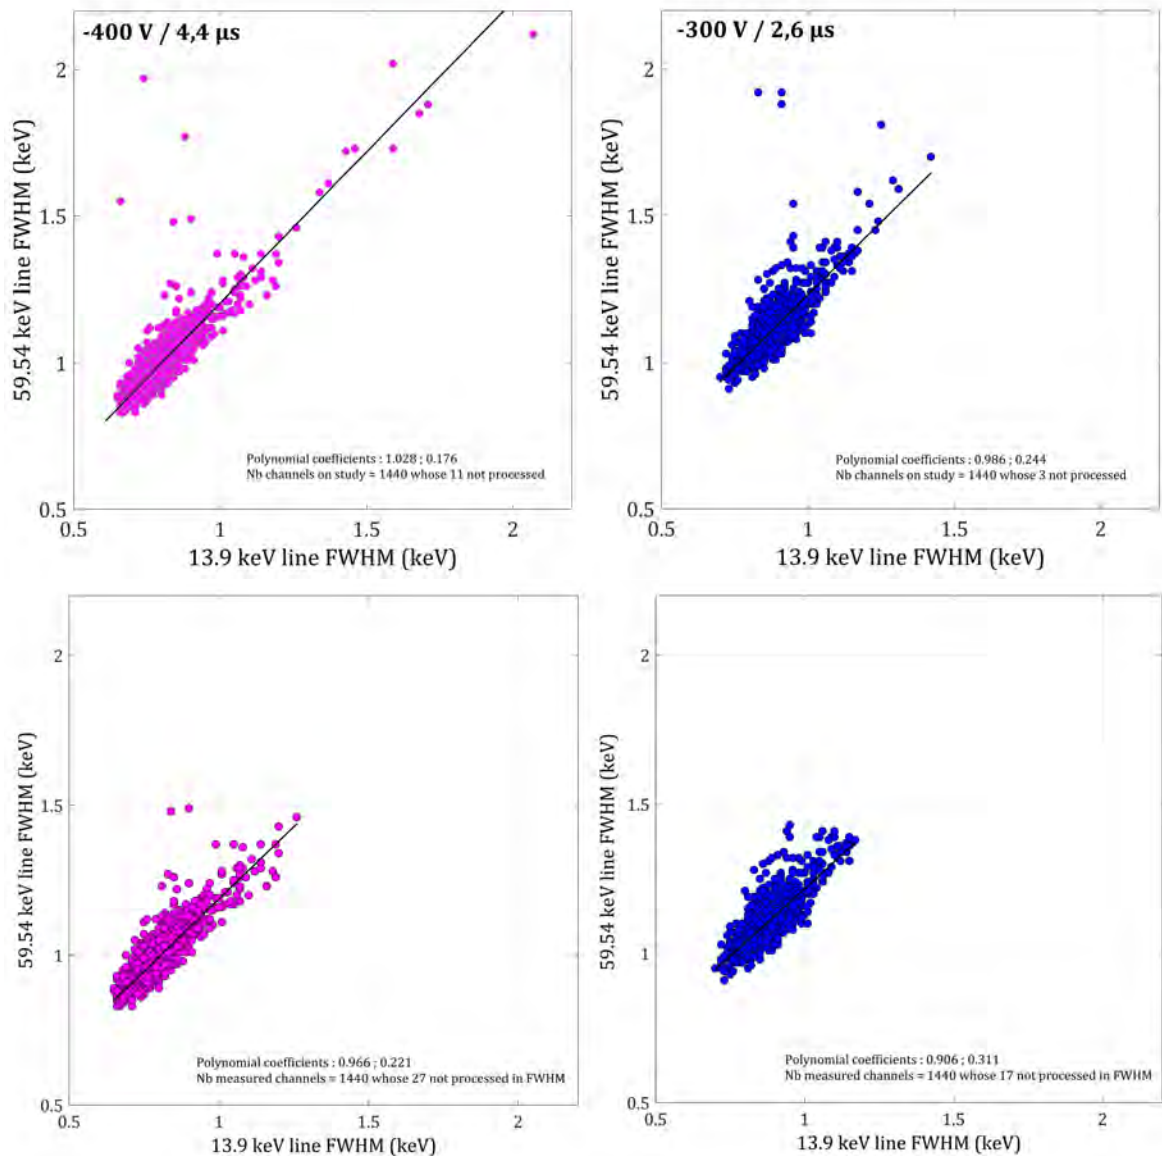 -400 V / 4,4 μs
2
1.5
1
0.5
59.54 keV line FWHM (keV)
Polynomial coefficients : 1.028 ; 0.176
Nb channels on study = 1440 whose 11 not processed
0.5
1
1.5
2
13.9 keV line FWHM (keV)
-300 V / 2,6 μs
2
1.5
1
0.5
59.54 keV line FWHM (keV)
Polynomial coefficients : 0.986 ; 0.244
Nb channels on study = 1440 whose 3 not processed
0.5
1
1.5
2
13.9 keV line FWHM (keV)
2
1.5
1
0.5
59.54 keV line FWHM (keV)
Polynomial coefficients : 0.966 ; 0.221
Nb measured channels = 1440 whose 27 not processed in FWHM
0.5
1
1.5
2
13.9 keV line FWHM (keV)
2
1.5
1
0.5
59.54 keV line FWHM (keV)
Polynomial coefficients : 0.906 ; 0.311
Nb measured channels = 1440 whose 17 not processed in FWHM
0.5
1
1.5
2
13.9 keV line FWHM (keV)